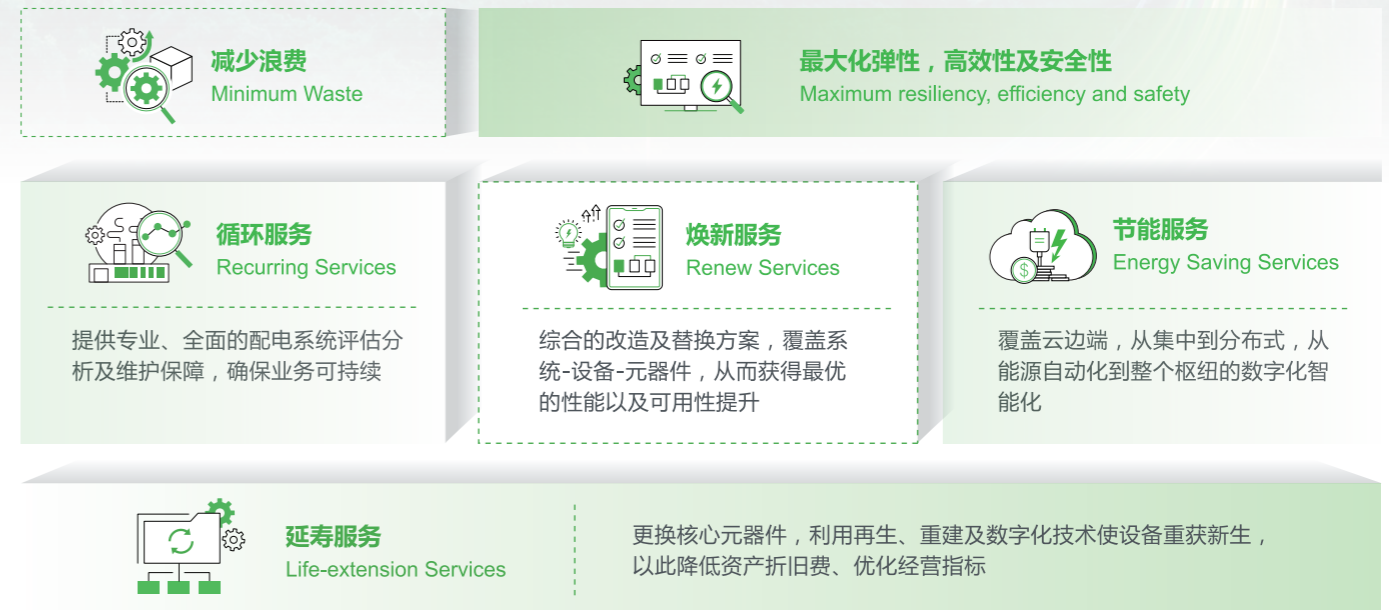 减少浪费
Minimum Waste
最大化弹性，高效性及安全性
Maximum resiliency, efficiency and safety
循环服务
Recurring Services
提供专业、全面的配电系统评估分
析及维护保障，确保业务可持续
焕新服务
Renew Services
综合的改造及替换方案，覆盖系
统-设备-元器件，从而获得最优
的性能以及可用性提升
节能服务
Energy Saving Services
覆盖云边端，从集中到分布式，从
能源自动化到整个枢纽的数字化智
能化
延寿服务
Life-extension Services
更换核心元器件，利用再生、重建及数字化技术使设备重获新生，
以此降低资产折旧费、优化经营指标